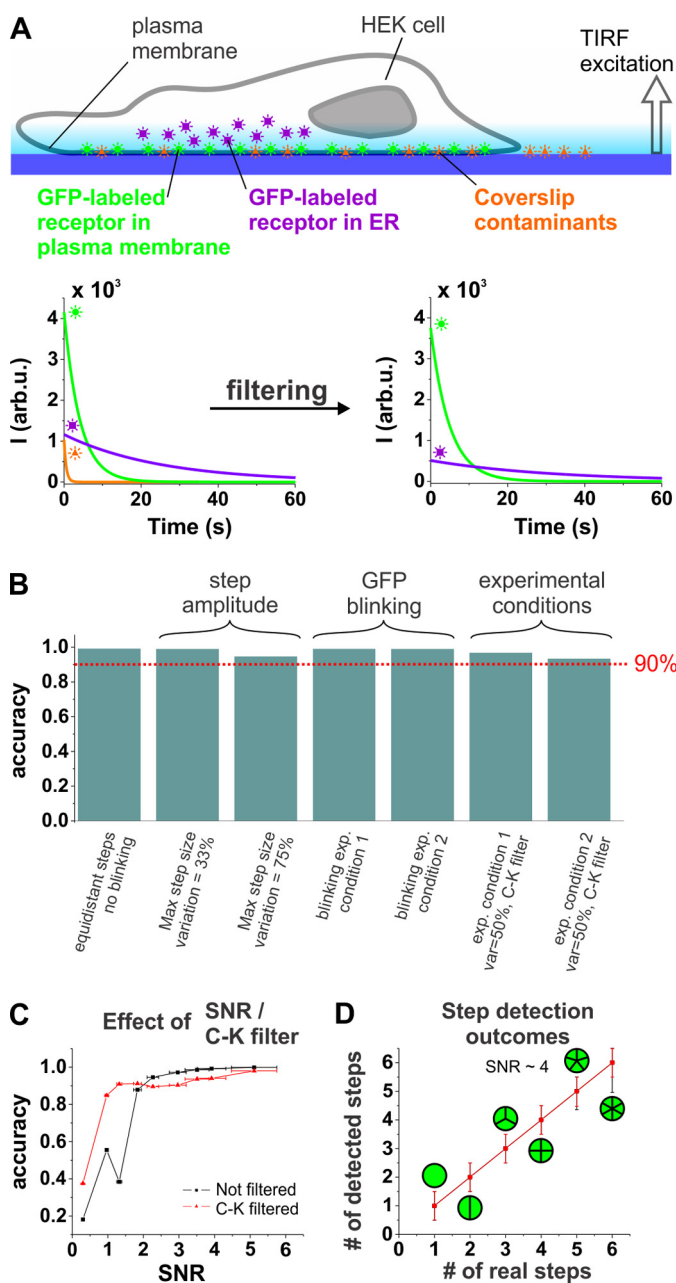 A
plasma
membrane
HEK cell
TIRF
excitation
GFP-labeled
receptor in
plasma membrane
GFP-labeled
receptor in ER
Coverslip
contaminants
x 10³
I (arb.u.)
4
3
2
1
0
0 20 40 60
Time (s)
filtering
x 10³
I (arb.u.)
4
3
2
1
0
0 20 40 60
Time (s)
B
step
amplitude
GFP
blinking
experimental
conditions
accuracy
1.0
0.8
0.6
0.4
0.2
0.0
90%
equidistant steps
no blinking
Max step size
variation = 33%
Max step size
variation = 75%
blinking exp.
condition 1
blinking exp.
condition 2
exp. condition 1
var=50%, C-K filter
exp. condition 2
var=50%, C-K filter
C
Effect of SNR /
C-K filter
accuracy
1.0
0.8
0.6
0.4
0.2
Not filtered
C-K filtered
0 1 2 3 4 5 6
SNR
D
Step detection
outcomes
SNR ~ 4
# of detected steps
6
5
4
3
2
1
0
0 1 2 3 4 5 6
# of real steps